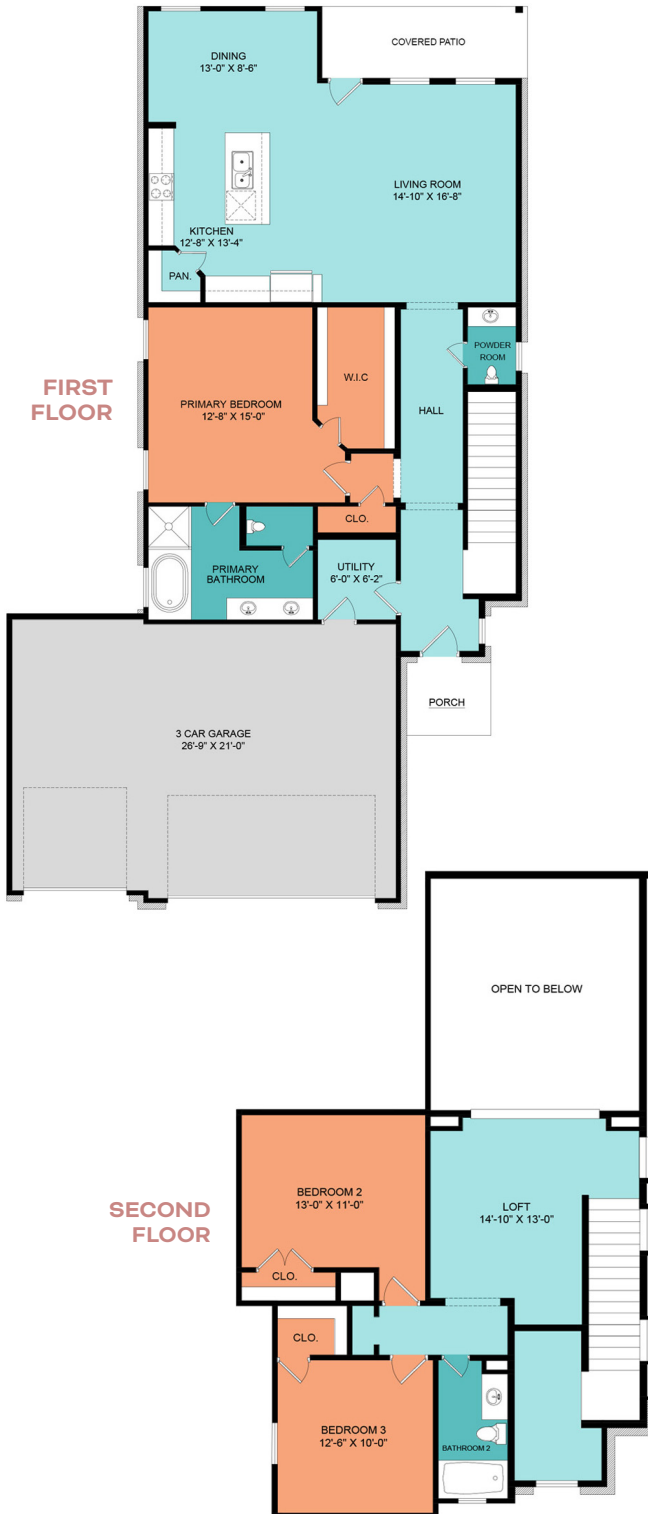 COVERED PATIO
DINING
13'-0" X 8'-6"
LIVING ROOM
14'-10" X 16'-8"
KITCHEN
12'-8" X 13'-4"
PAN.
POWDER
ROOM
FIRST
FLOOR
W.I.C
PRIMARY BEDROOM
12'-8" X 15'-0"
HALL
CLO.
PRIMARY
BATHROOM
UTILITY
6'-0" X 6'-2"
PORCH
3 CAR GARAGE
26'-9" X 21'-0"
OPEN TO BELOW
SECOND
FLOOR
BEDROOM 2
13'-0" X 11'-0"
LOFT
14'-10" X 13'-0"
CLO.
CLO.
BEDROOM 3
12'-6" X 10'-0"
BATHROOM 2